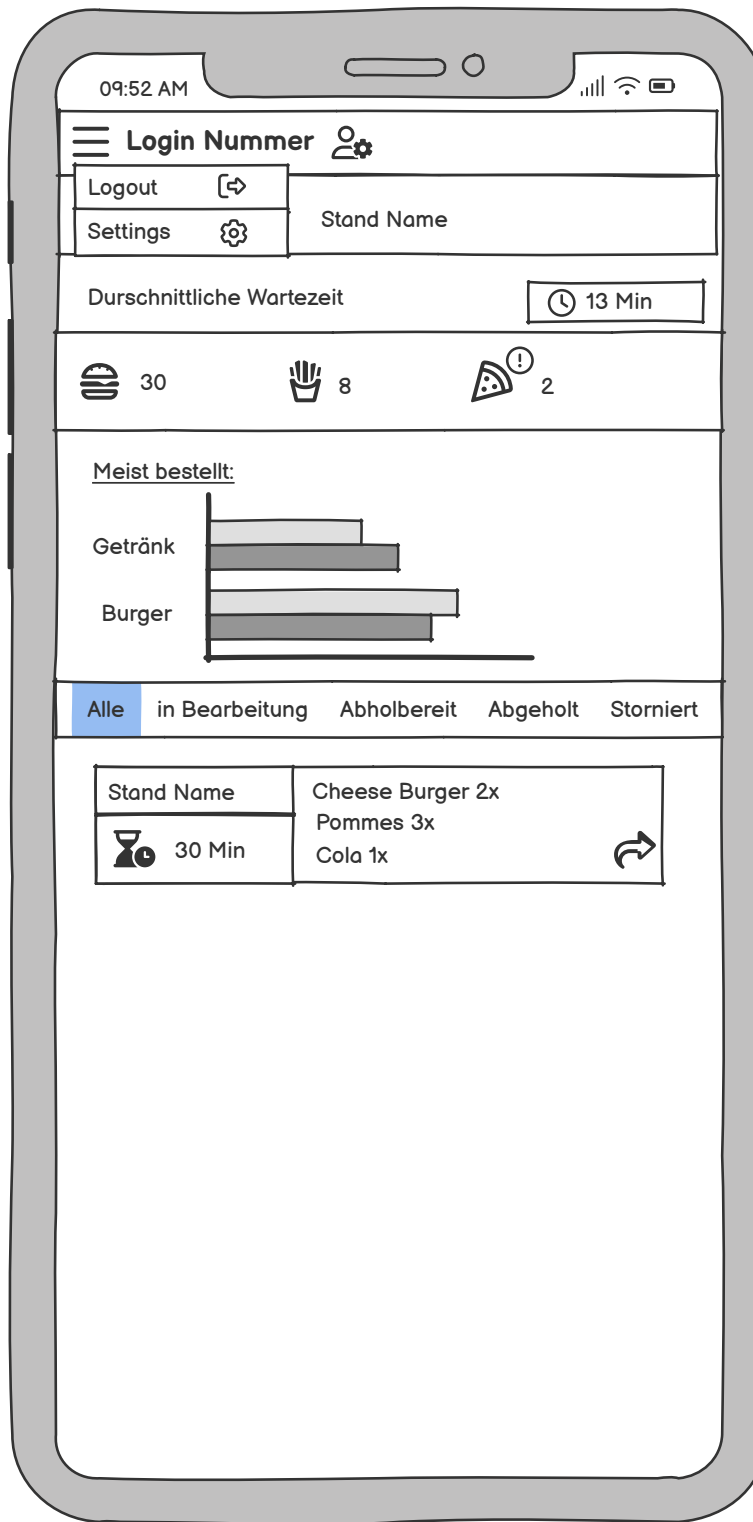 09:52 AM
Login Nummer
Logout
Settings
Stand Name
Durschnittliche Wartezeit
13 Min
30
8
2
Meist bestellt:
Getränk
Burger
Alle in Bearbeitung Abholbereit Abgeholt Storniert
Stand Name
30 Min
Cheese Burger 2x
Pommes 3x
Cola 1x